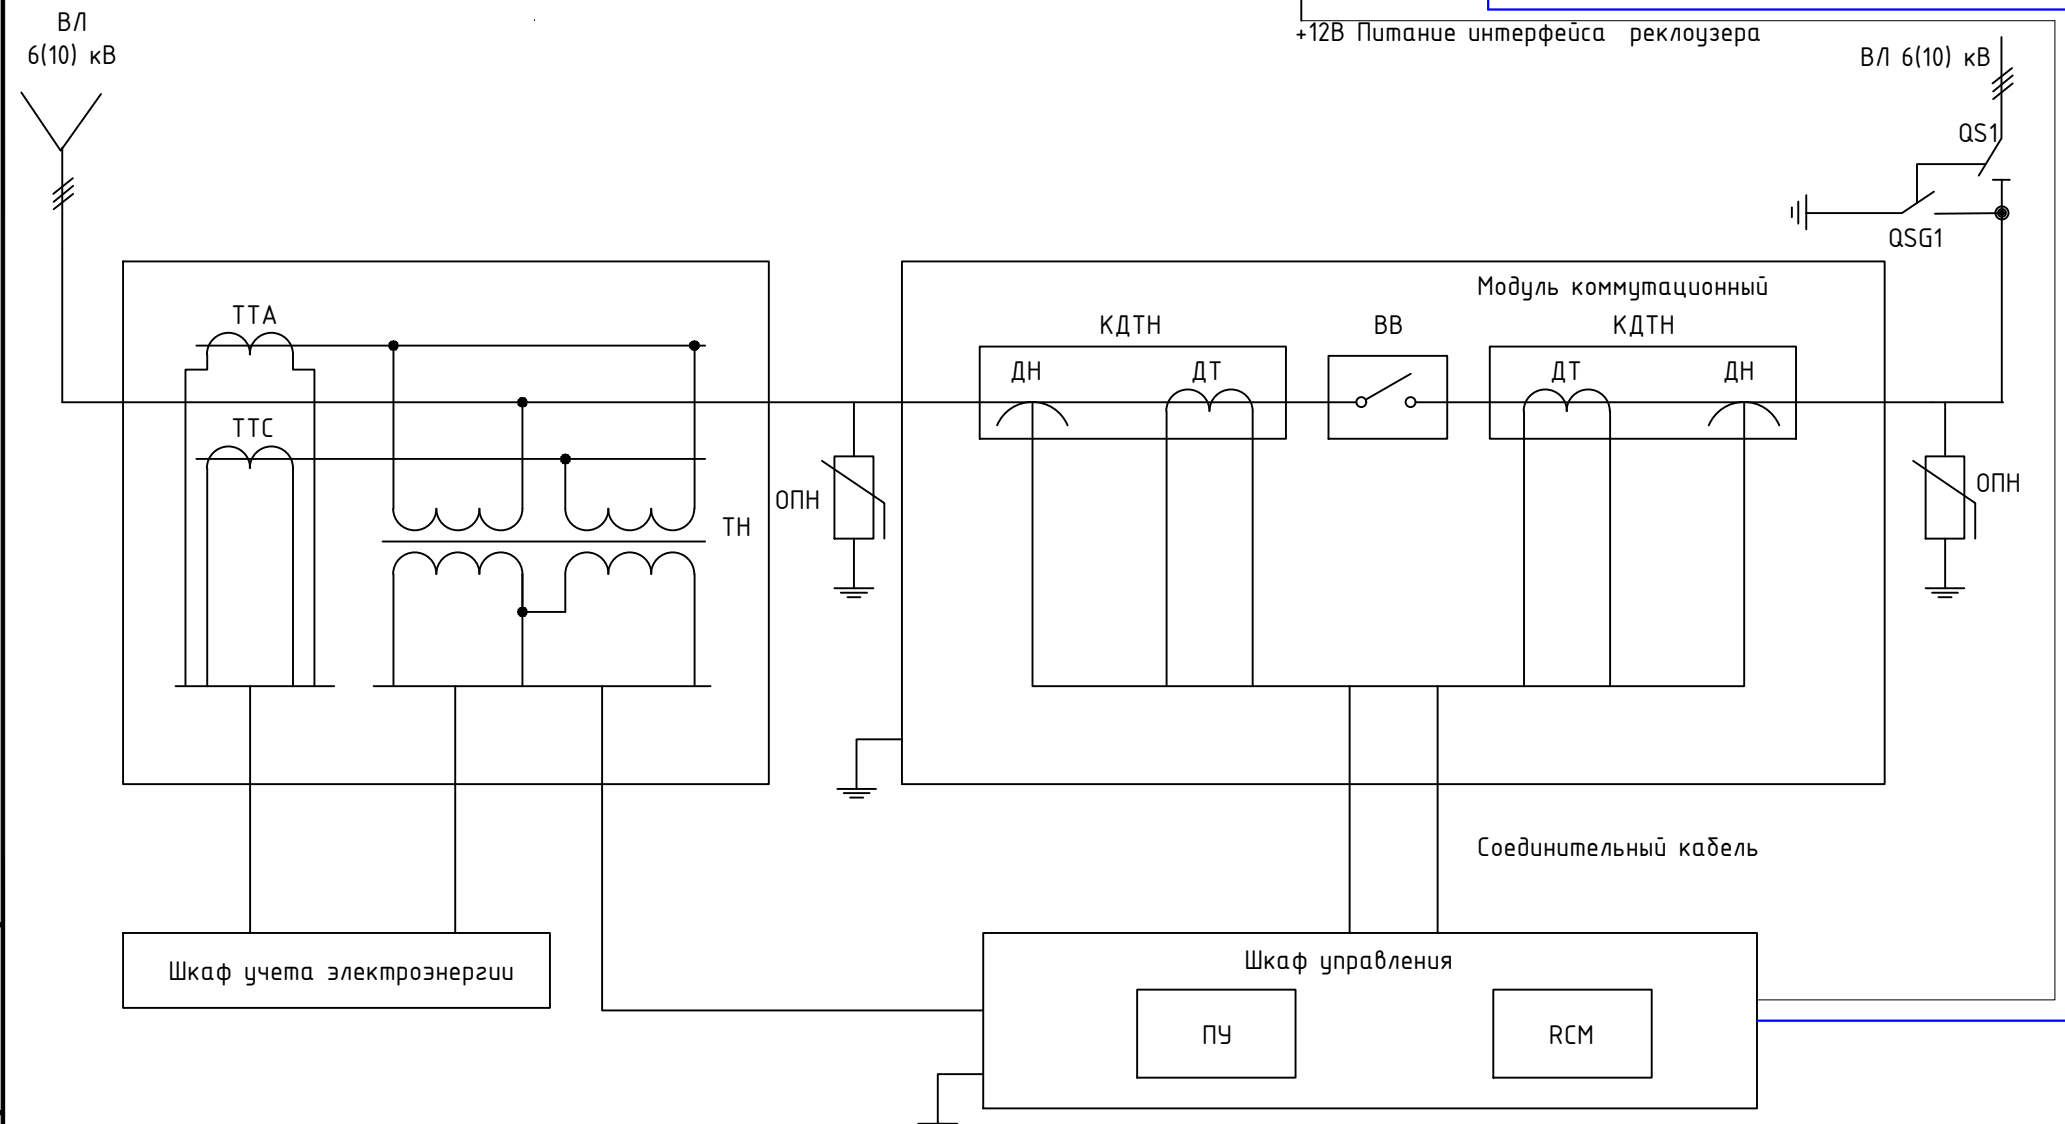 ВЛ
6(10) кВ
+12В Питание интерфейса реклоузера
ВЛ 6(10) кВ
QS1
QSG1
Модуль коммутационный
ТТА
КДТН
ВВ
КДТН
ДН
ДТ
ДТ
ДН
ТТС
ОПН
ТН
ОПН
Соединительный кабель
Шкаф учета электроэнергии
Шкаф управления
ПУ
RCM